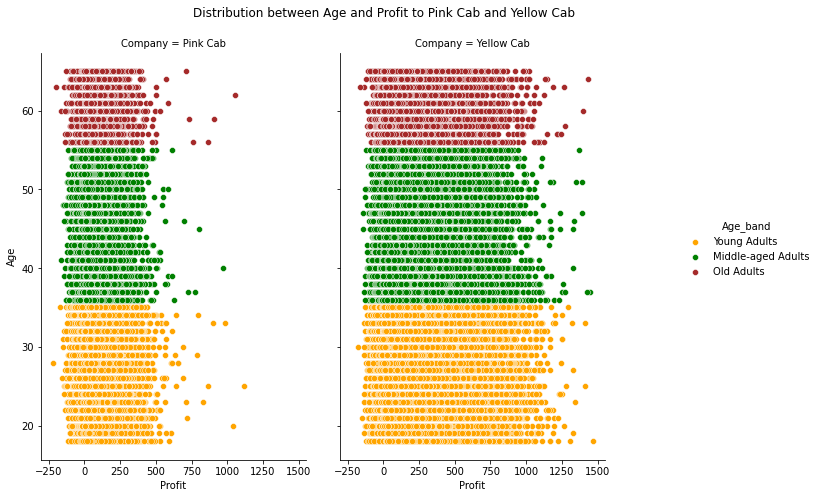 Distribution between Age and Profit to Pink Cab and Yellow Cab
Company = Pink Cab
Company = Yellow Cab
60
50
40
30
20
Age
−250 0 250 500 750 1000 1250 1500
Profit
−250 0 250 500 750 1000 1250 1500
Profit
Age_band
Young Adults
Middle-aged Adults
Old Adults